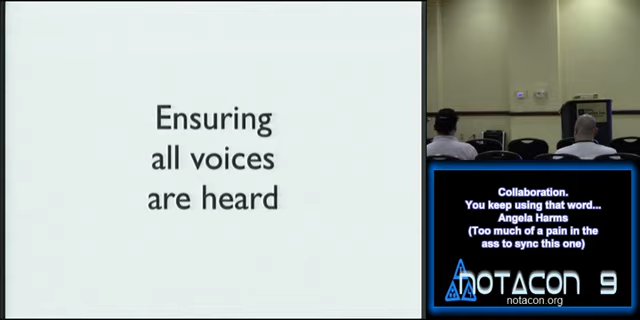 Ensuring
all voices
are heard
Collaboration.
You keep using that word...
Angela Harms
(Too much of a pain in the
ass to sync this one)
NOTACON 9
notacon.org